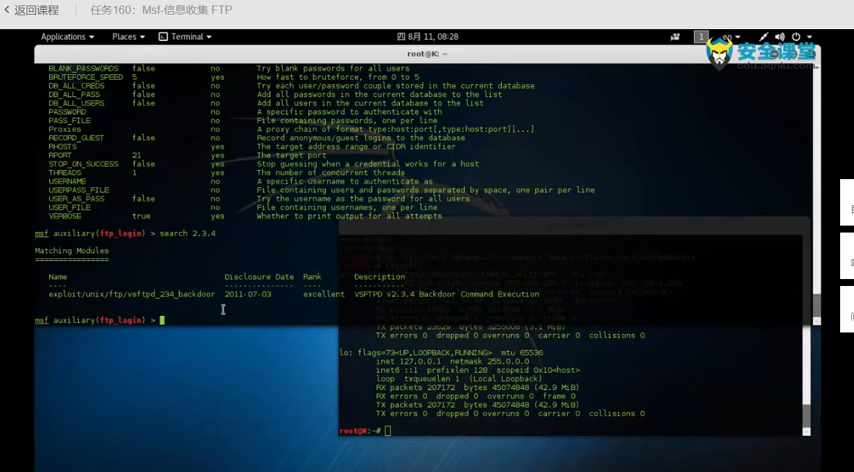 返回课程
任务160：Msf-信息收集 FTP
Applications Places Terminal 四 8月 11, 08:28 1 en
root@K: ~
安全课堂
BLANK_PASSWORDS false no Try blank passwords for all users
BRUTEFORCE_SPEED 5 yes How fast to bruteforce, from 0 to 5
DB_ALL_CREDS false no Try each user/password couple stored in the current database
DB_ALL_PASS false no Add all passwords in the current database to the list
DB_ALL_USERS false no Add all users in the current database to the list
PASSWORD no A specific password to authenticate with
PASS_FILE no File containing passwords, one per line
Proxies no A proxy chain of format type:host:port[,type:host:port][...]
RECORD_GUEST false no Record anonymous/guest logins to the database
RHOSTS yes The target address range or CIDR identifier
RPORT 21 yes The target port
STOP_ON_SUCCESS false yes Stop guessing when a credential works for a host
THREADS 1 yes The number of concurrent threads
USERNAME no A specific username to authenticate as
USERPASS_FILE no File containing users and passwords separated by space, one pair per line
USER_AS_PASS false no Try the username as the password for all users
USER_FILE no File containing usernames, one per line
VERBOSE true yes Whether to print output for all attempts
msf auxiliary(ftp_login) > search 2.3.4
Matching Modules
================
Name Disclosure Date Rank Description
---- --------------- ---- -----------
exploit/unix/ftp/vsftpd_234_backdoor 2011-07-03 excellent VSFTPD v2.3.4 Backdoor Command Execution
msf auxiliary(ftp_login) >
TX errors 0 dropped 0 overruns 0 carrier 0 collisions 0
lo: flags=73<UP,LOOPBACK,RUNNING> mtu 65536
inet 127.0.0.1 netmask 255.0.0.0
inet6 ::1 prefixlen 128 scopeid 0x10<host>
loop txqueuelen 1 (Local Loopback)
RX packets 207172 bytes 45074848 (42.9 MiB)
RX errors 0 dropped 0 overruns 0 frame 0
TX packets 207172 bytes 45074848 (42.9 MiB)
TX errors 0 dropped 0 overruns 0 carrier 0 collisions 0
root@K:~#